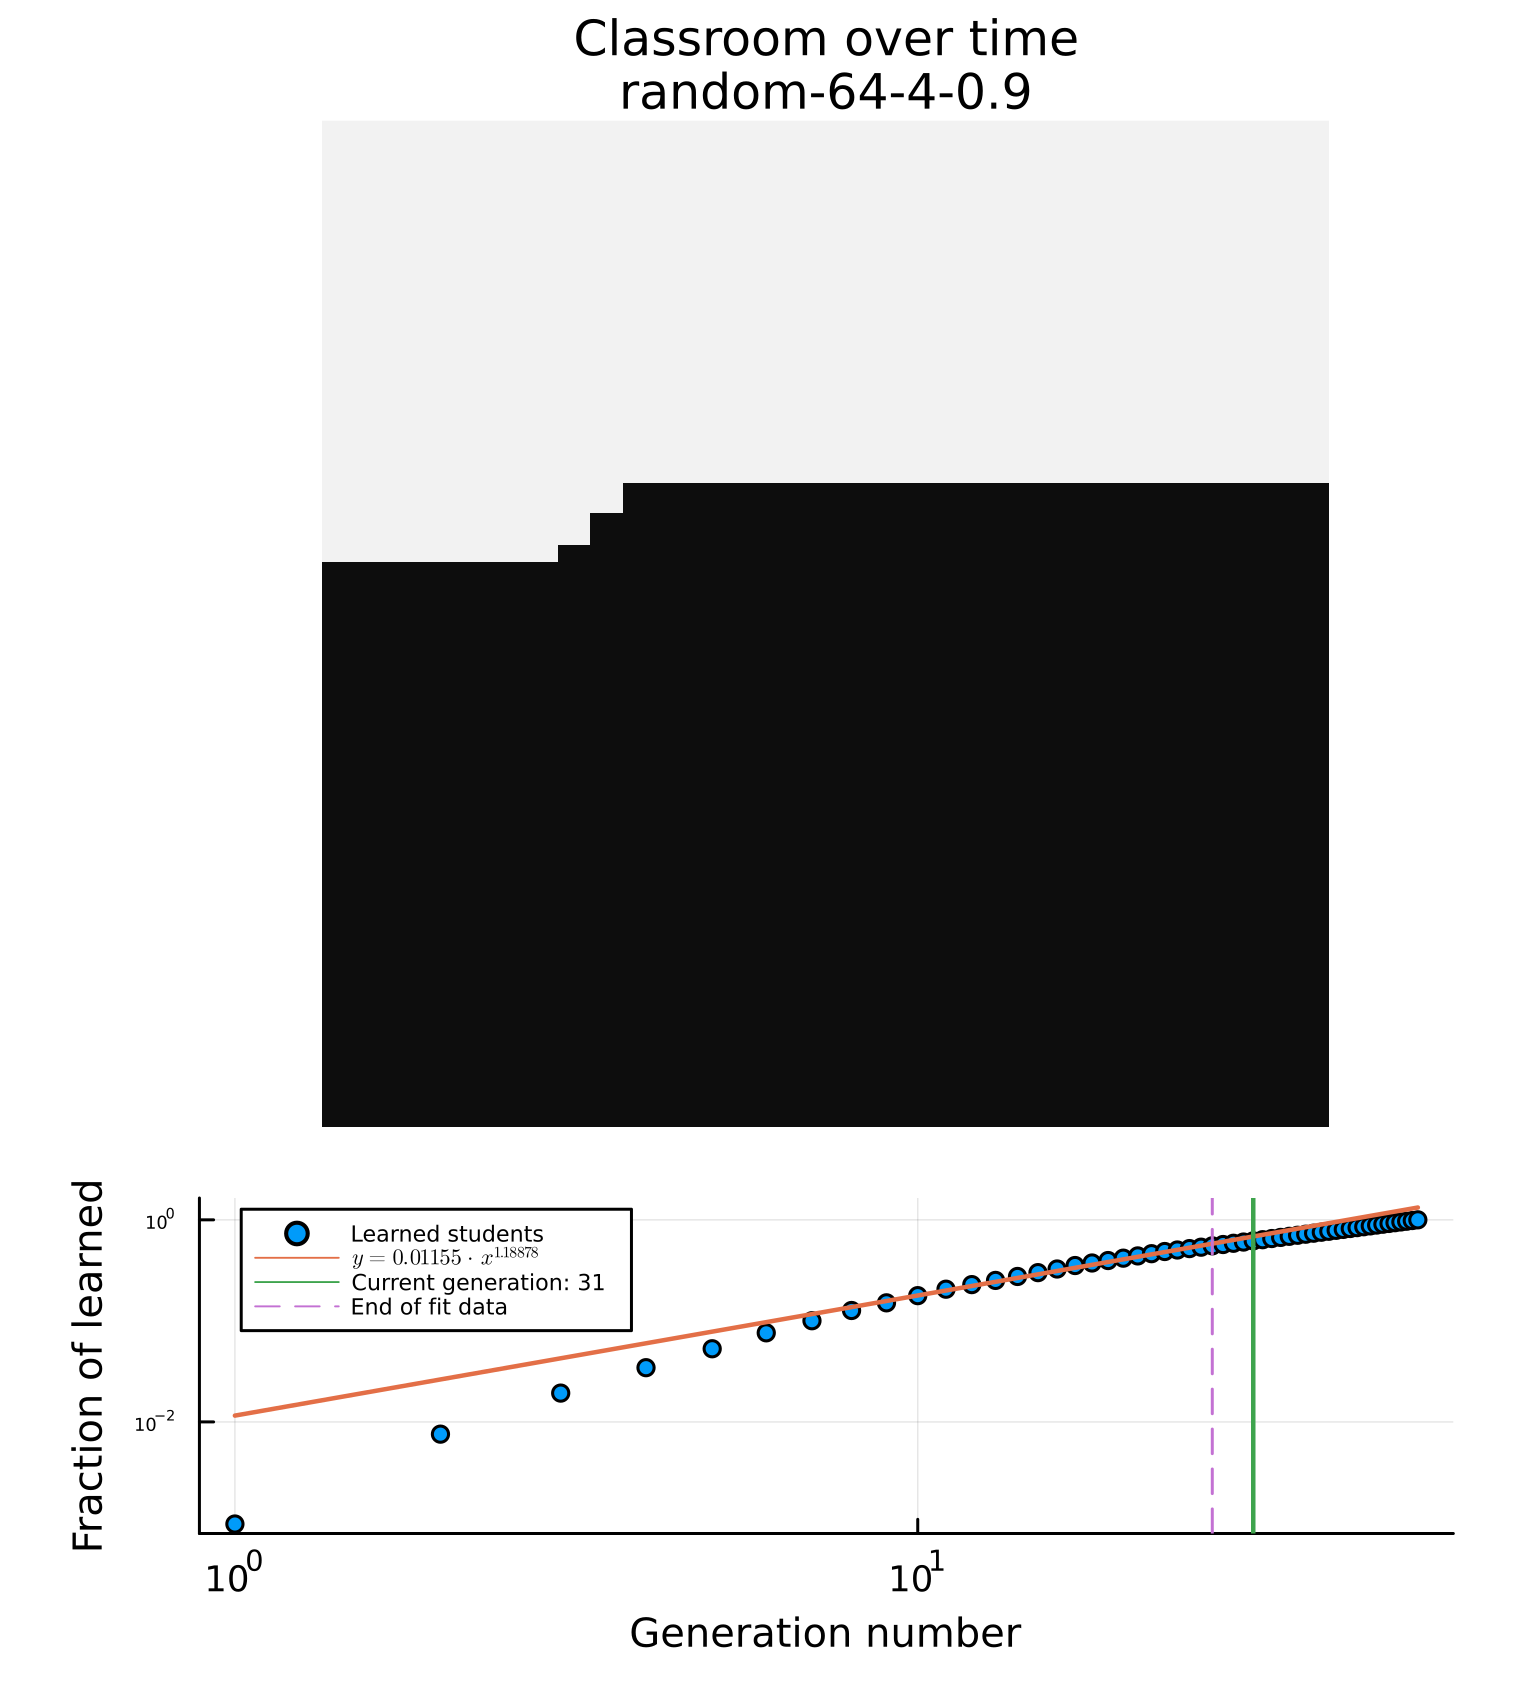 Classroom over time
random-64-4-0.9
Fraction of learned
10^0
10^-2
Learned students
y = 0.01155 · x^1.18878
Current generation: 31
End of fit data
10^0
10^1
Generation number